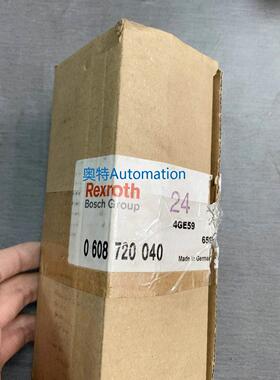 奥特Automation
Rexroth
Bosch Group
24
4GE59
0 608 720 040
Made in German